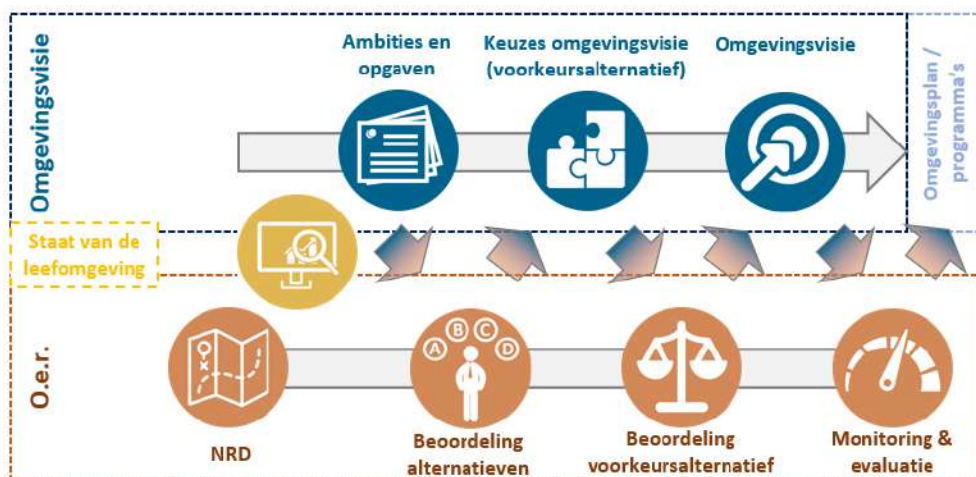 Omgevingsvisie
Ambities en
opgaven
Keuzes omgevingsvisie
(voorkeursalternatief)
Omgevingsvisie
Omgevingsplan /
programma's
Staat van de
leefomgeving
O.e.r.
A
B
C
D
NRD
Beoordeling
alternatieven
Beoordeling
voorkeursalternatief
Monitoring &
evaluatie